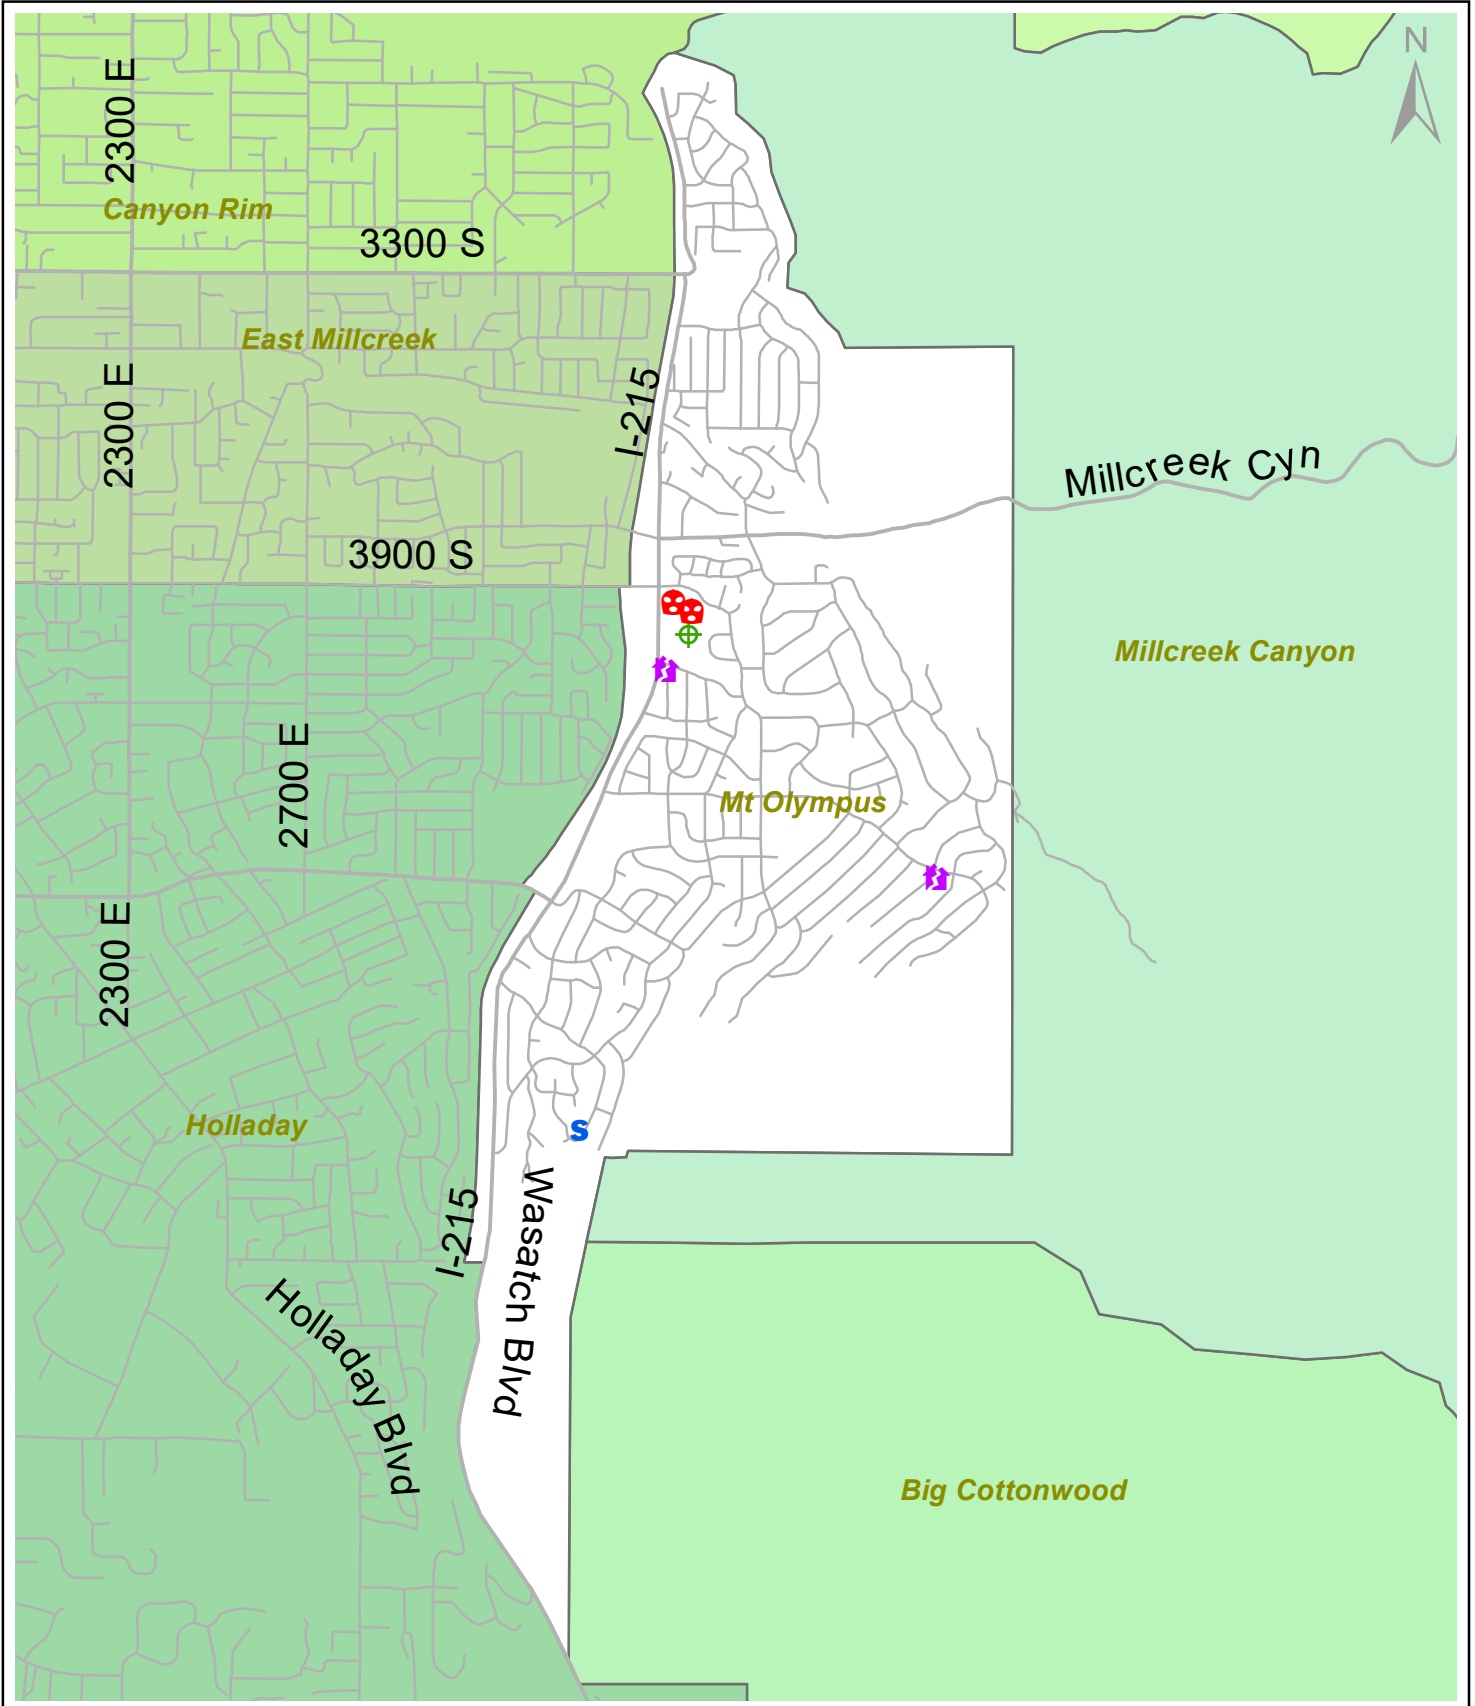 N
2300 E
Canyon Rim
3300 S
East Millcreek
2300 E
I-215
Millcreek Cyn
3900 S
Millcreek Canyon
2700 E
Mt Olympus
2300 E
Holladay
S
I-215
Wasatch Blvd
Holladay Blvd
Big Cottonwood